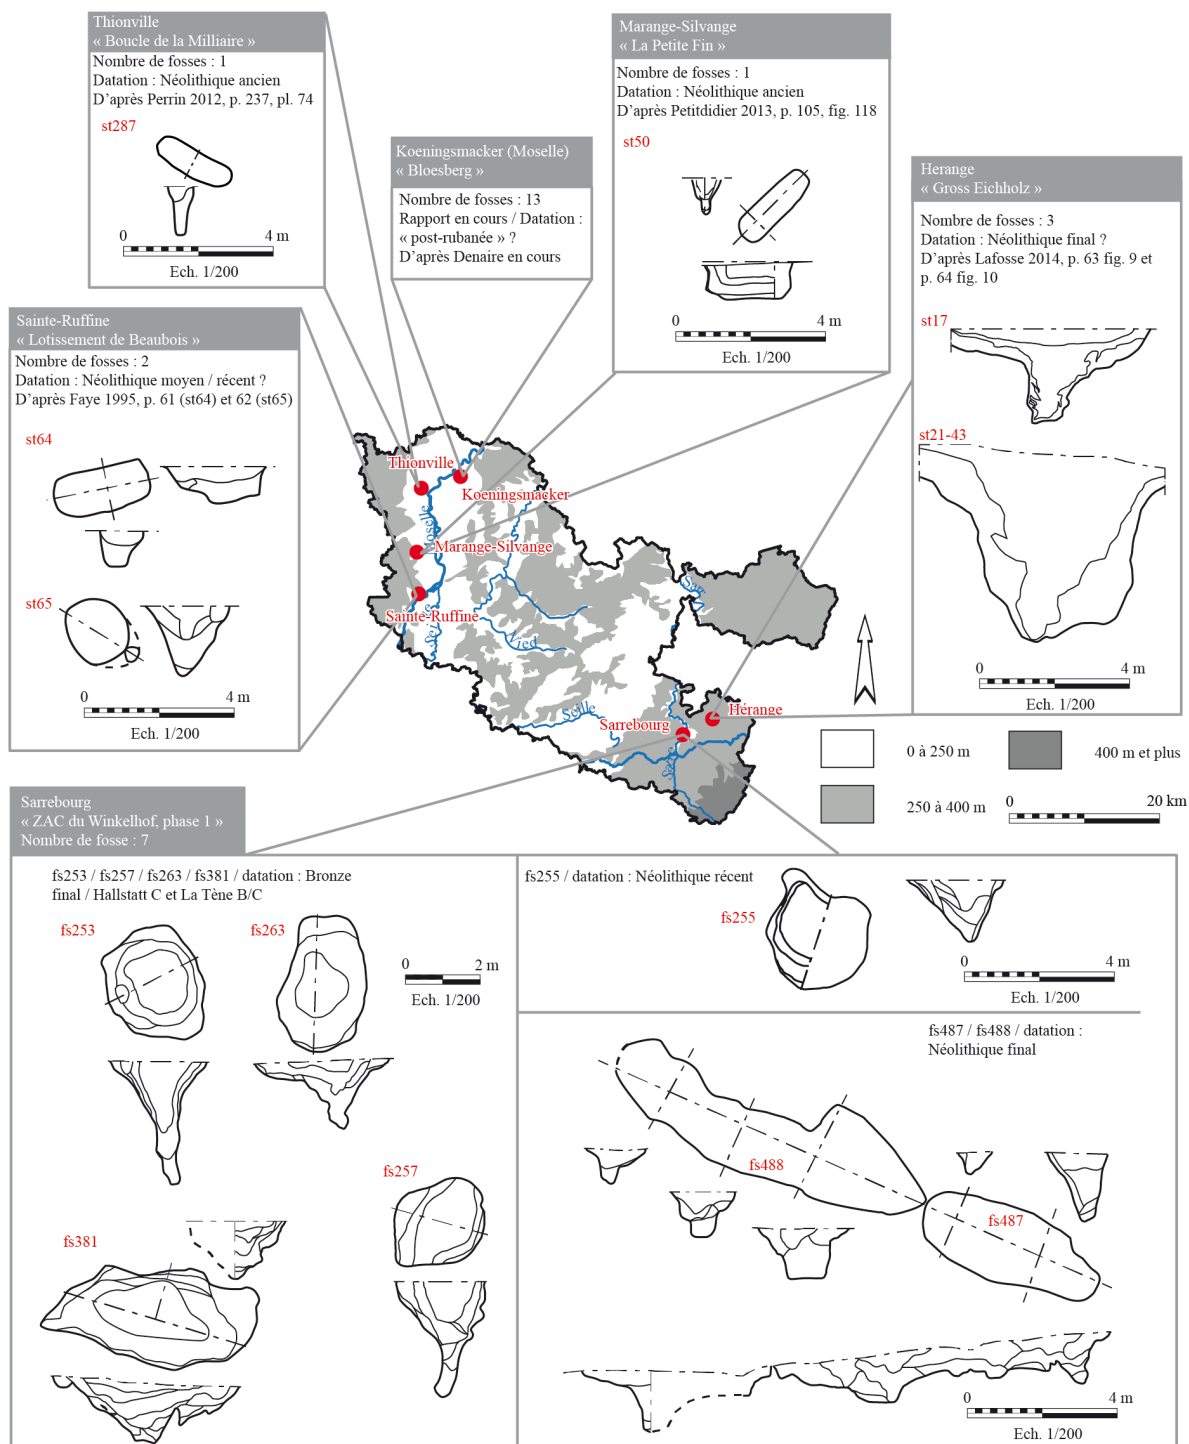 Thionville
« Boucle de la Milliaire »
Nombre de fosses : 1
Datation : Néolithique ancien
D'après Perrin 2012, p. 237, pl. 74
st287
0 4 m
Ech. 1/200
Koeningsmacker (Moselle)
« Bloesberg »
Nombre de fosses : 13
Rapport en cours / Datation :
« post-rubanée » ?
D'après Denaire en cours
Marange-Silvange
« La Petite Fin »
Nombre de fosses : 1
Datation : Néolithique ancien
D'après Petitdidier 2013, p. 105, fig. 118
st50
0 4 m
Ech. 1/200
Herange
« Gross Eichholz »
Nombre de fosses : 3
Datation : Néolithique final ?
D'après Lafosse 2014, p. 63 fig. 9 et
p. 64 fig. 10
st17
st21-43
0 4 m
Ech. 1/200
Sainte-Ruffine
« Lotissement de Beaubois »
Nombre de fosses : 2
Datation : Néolithique moyen / récent ?
D'après Faye 1995, p. 61 (st64) et 62 (st65)
st64
st65
0 4 m
Ech. 1/200
Thionville
Koeningsmacker
Moselle
Marange-Silvange
Sainte-Ruffine
Seille
Nied
Sarr
Seille
Sarrebourg
Hérange
Sarre
0 à 250 m
400 m et plus
250 à 400 m
0 20 km
Sarrebourg
« ZAC du Winkelhof, phase 1 »
Nombre de fosse : 7
fs253 / fs257 / fs263 / fs381 / datation : Bronze
final / Hallstatt C et La Tène B/C
fs253
fs263
0 2 m
Ech. 1/200
fs257
fs381
fs255 / datation : Néolithique récent
fs255
0 4 m
Ech. 1/200
fs487 / fs488 / datation :
Néolithique final
fs488
fs487
0 4 m
Ech. 1/200